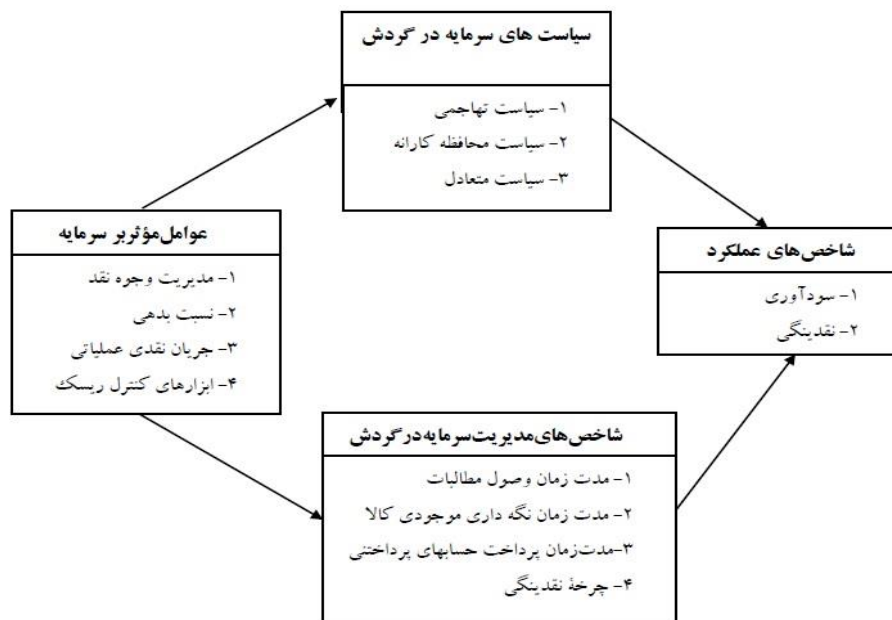 سیاست های سرمایه در گردش
۱- سیاست تهاجمی
۲- سیاست محافظه کارانه
۳- سیاست متعادل
عوامل‌مؤثربر سرمایه
۱- مدیریت وجوه نقد
۲- نسبت بدهی
۳- جریان نقدی عملیاتی
۴- ابزارهای کنترل ریسک
شاخص‌های عملکرد
۱- سودآوری
۲- نقدینگی
شاخص‌های‌مدیریت‌سرمایه‌در‌گردش
۱- مدت زمان وصول مطالبات
۲- مدت زمان نگه داری موجودی کالا
۳-مدت‌زمان پرداخت حسابهای پرداختنی
۴- چرخۀ نقدینگی